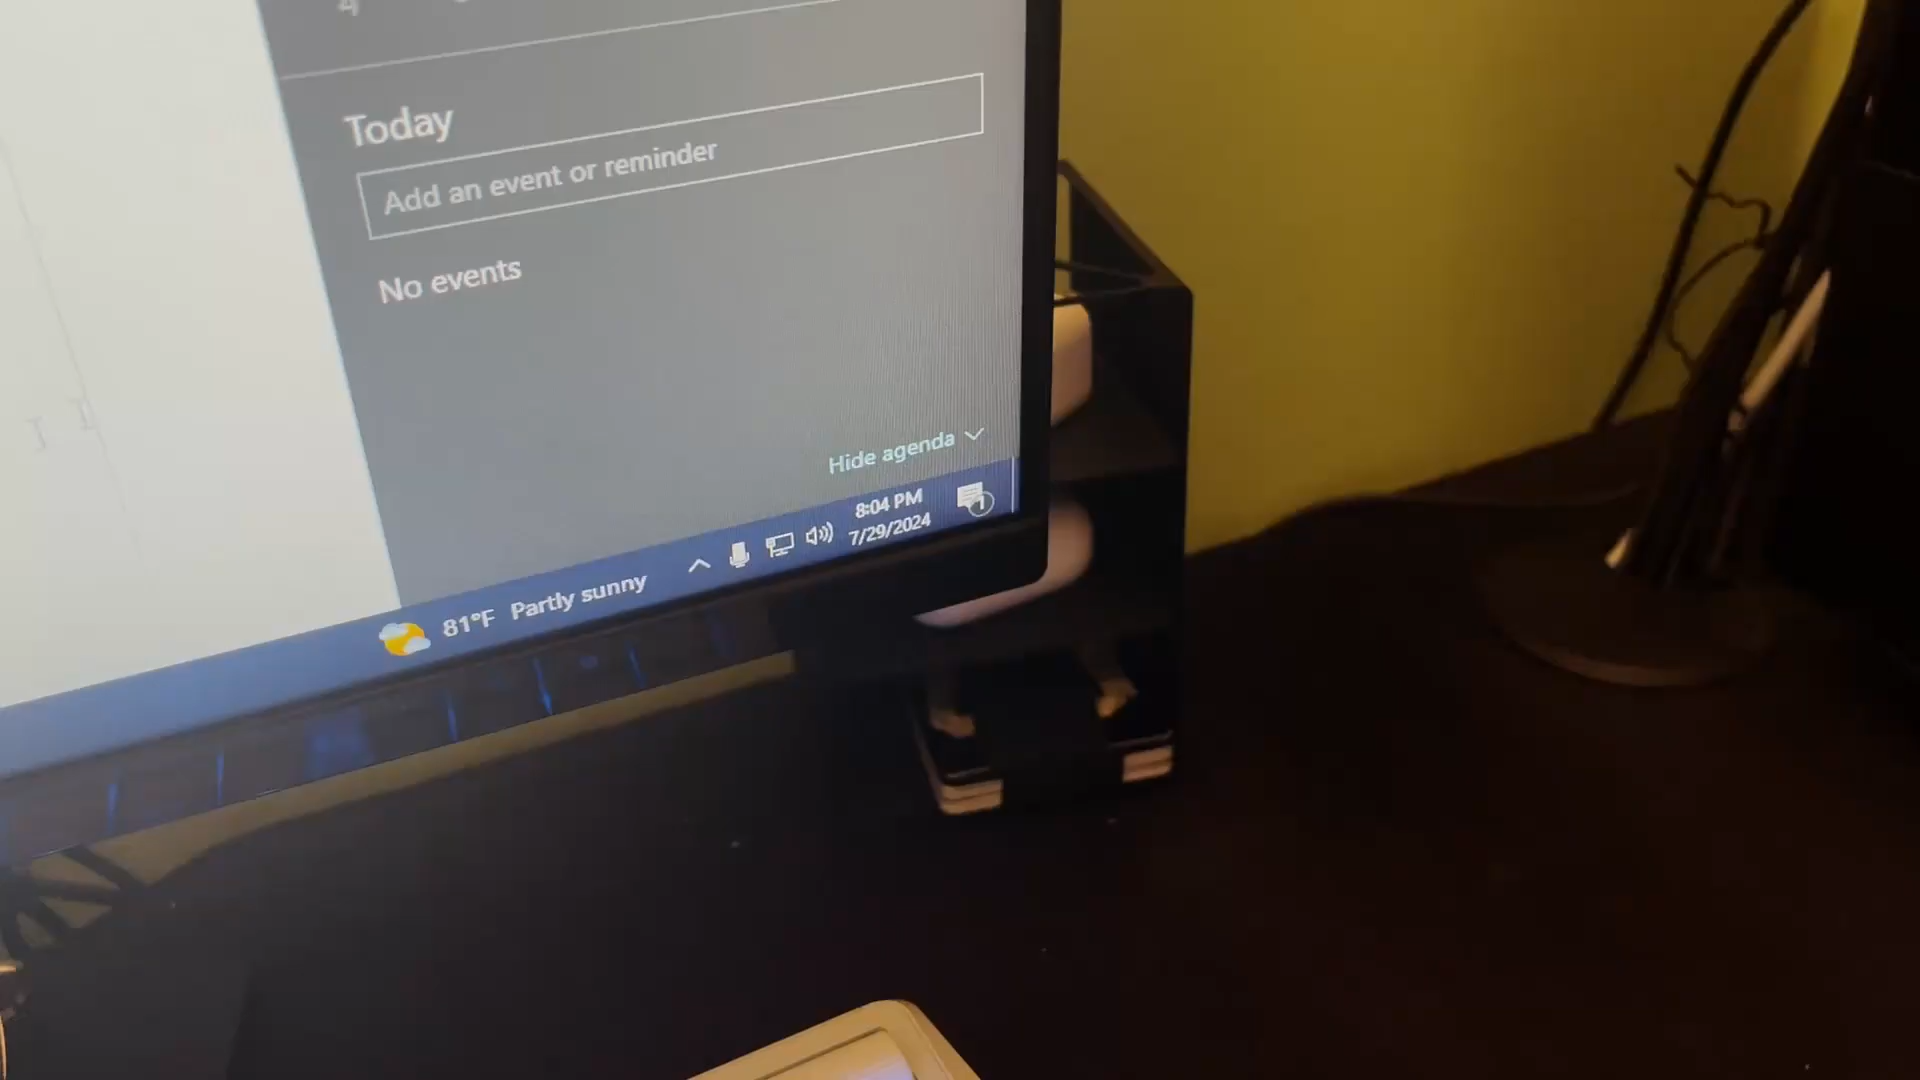 Today
Add an event or reminder
No events
Hide agenda
81°F Partly sunny
8:04 PM
7/29/2024
1